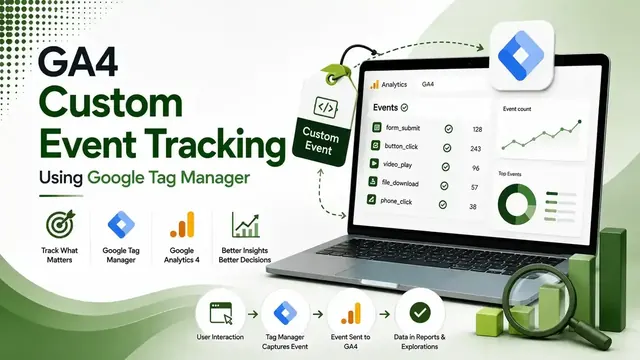 GA4
Custom
Event Tracking
Using Google Tag Manager
Track What
Matters
Google Tag
Manager
Google
Analytics 4
Better Insights
Better Decisions
</>
Custom
Event
Analytics
GA4
Events
form_submit 128
button_click 243
video_play 96
file_download 57
phone_click 38
Event count
Top Events
User Interaction
Tag Manager
Captures Event
Event Sent to
GA4
Data in Reports &
Explorations